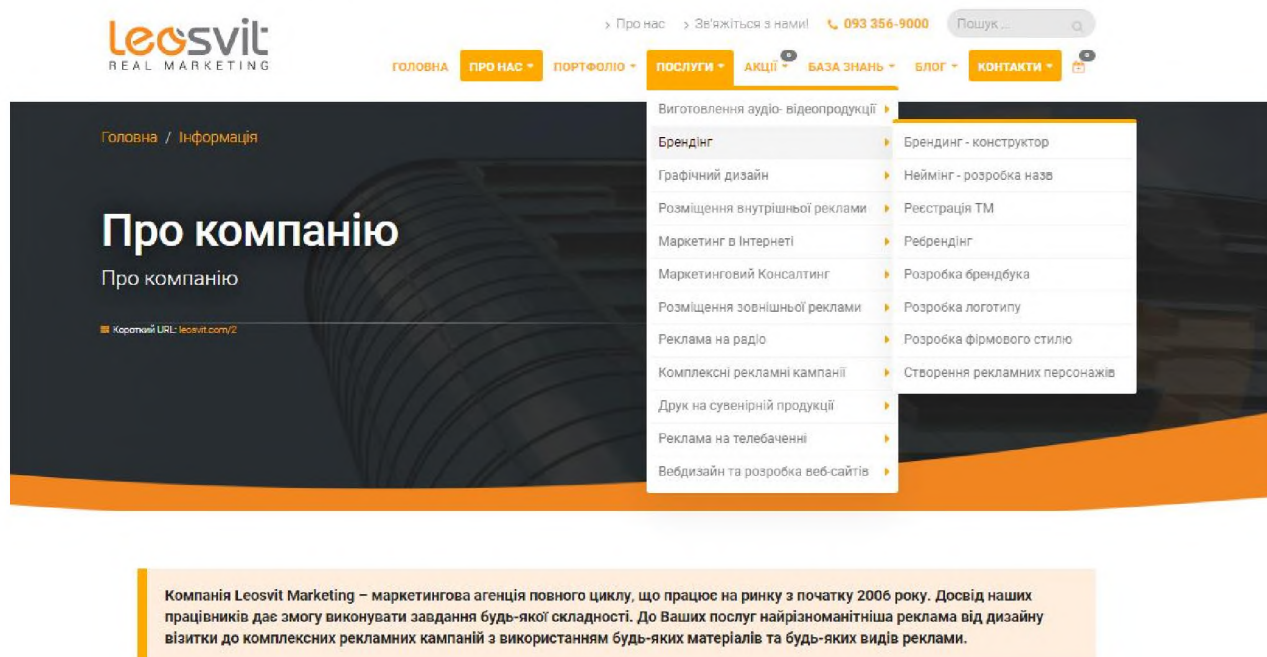 Leosvit
REAL MARKETING
Про нас
Зв'яжіться з нами!
093 356-9000
Пошук ...
ГОЛОВНА
ПРО НАС
ПОРТФОЛІО
ПОСЛУГИ
АКЦІЇ
0
БАЗА ЗНАНЬ
БЛОГ
КОНТАКТИ
0
Головна / Інформація
Про компанію
Про компанію
Короткий URL: leosvit.com/2
Виготовлення аудіо- відеопродукції
Брендінг
Графічний дизайн
Розміщення внутрішньої реклами
Маркетинг в Інтернеті
Маркетинговий Консалтинг
Розміщення зовнішньої реклами
Реклама на радіо
Комплексні рекламні кампанії
Друк на сувенірній продукції
Реклама на телебаченні
Вебдизайн та розробка веб-сайтів
Брендинг - конструктор
Неймінг - розробка назв
Реєстрація ТМ
Ребрендінг
Розробка брендбука
Розробка логотипу
Розробка фірмового стилю
Створення рекламних персонажів
Компанія Leosvit Marketing – маркетингова агенція повного циклу, що працює на ринку з початку 2006 року. Досвід наших
працівників дає змогу виконувати завдання будь-якої складності. До Ваших послуг найрізноманітніша реклама від дизайну
візитки до комплексних рекламних кампаній з використанням будь-яких матеріалів та будь-яких видів реклами.